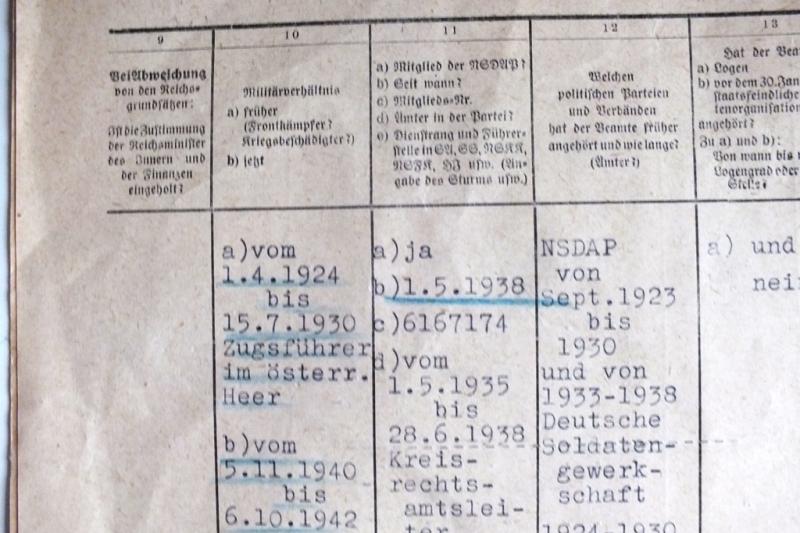 9
Bei Abweichung
von den Reichs-
grundsätzen:
Ist die Zustimmung
der Reichsminister
des Innern und
der Finanzen
eingeholt?
10
Militärverhältnis
a) früher
(Frontkämpfer?
Kriegsbeschädigter?)
b) jetzt
a)vom
1.4.1924
bis
15.7.1930
Zugsführer
im österr.
Heer
b)vom
5.11.1940
bis
6.10.1942
11
a) Mitglied der NSDAP?
b) Seit wann?
c) Mitglieds-Nr.
d) Ämter in der Partei?
e) Dienstrang und Führer-
stelle in SA, SS, NSKK,
NSFK, HJ usw. (An-
gabe des Sturms usw.)
a)ja
b)1.5.1938
c)6167174
d)vom
1.5.1935
bis
28.6.1938
Kreis-
rechts-
amtslei-
ter
12
Welchen
politischen Parteien
und Verbänden
hat der Beamte früher
angehört und wie lange?
(Ämter?)
NSDAP
von
Sept.1923
bis
1930
und von
1933-1938
Deutsche
Soldaten-
gewerk-
schaft
1924-1930
13
Hat der Bea
a) Logen
b) vor dem 30. Jan
staatsfeindliche
tenorganisation
angehört?
Zu a) und b):
Von wann bis
Logengrad oder
Stelle?
a) und
nein